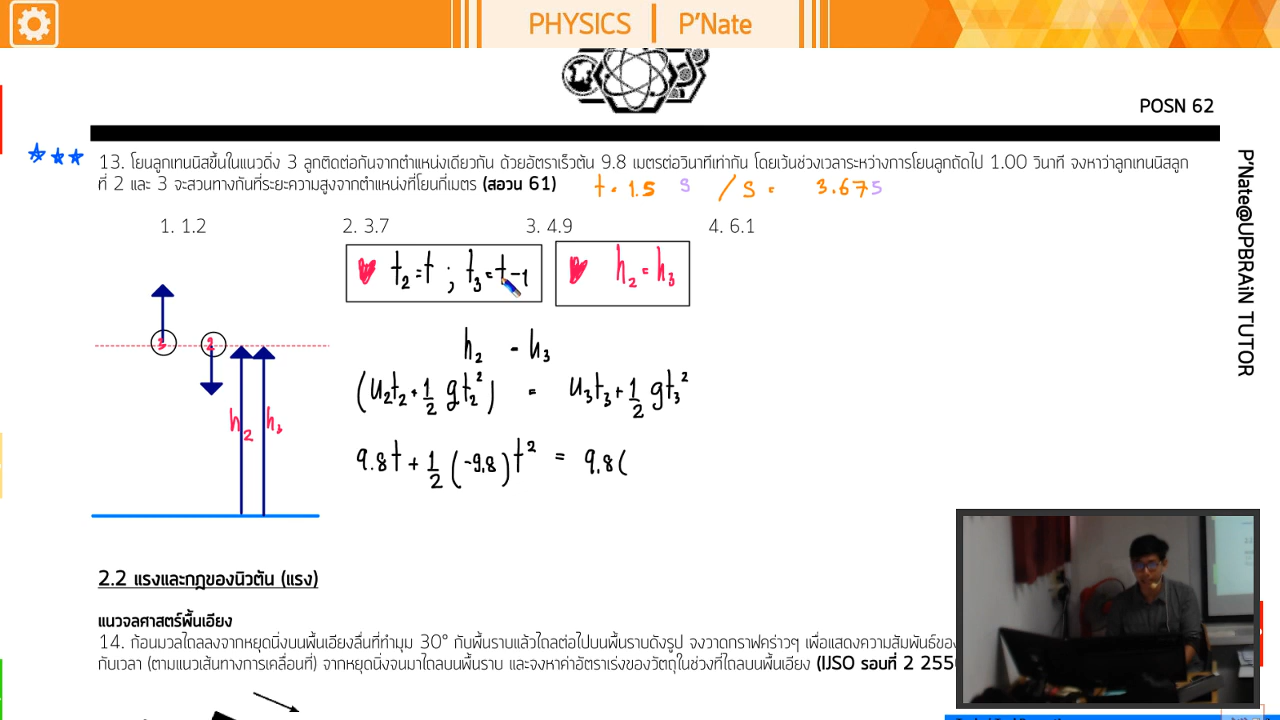 PHYSICS | P'Nate
POSN 62
13. โยนลูกเทนนิสขึ้นในแนวดิ่ง 3 ลูกติดต่อกันจากตำแหน่งเดียวกัน ด้วยอัตราเร็วต้น 9.8 เมตรต่อวินาทีเท่ากัน โดยเว้นช่วงเวลาระหว่างการโยนลูกถัดไป 1.00 วินาที จงหาว่าลูกเทนนิสลูก
ที่ 2 และ 3 จะสวนทางกันที่ระยะความสูงจากตำแหน่งที่โยนกี่เมตร (สอวน 61) t = 1.5 s / S = 3.675
1. 1.2 2. 3.7 3. 4.9 4. 6.1
t₂ = t ; t₃ = t-1 h₂ = h₃
h₂ = h₃
(u₂t₂ + 1/2 gt₂²) = u₃t₃ + 1/2 gt₃²
9.8t + 1/2 (-9.8)t² = 9.8(
3 2
h₂ h₃
P'Nate@UPBRAiN TUTOR
2.2 แรงและกฎของนิวตัน (แรง)
แนวจลศาสตร์พื้นเอียง
14. ก้อนมวลไถลลงจากหยุดนิ่งบนพื้นเอียงลื่นที่ทำมุม 30° กับพื้นราบแล้วไถลต่อไปบนพื้นราบดังรูป จงวาดกราฟคร่าวๆ เพื่อแสดงความสัมพันธ์ของ
กับเวลา (ตามแนวเส้นทางการเคลื่อนที่) จากหยุดนิ่งจนมาไถลบนพื้นราบ และจงหาค่าอัตราเร่งของวัตถุในช่วงที่ไถลบนพื้นเอียง (IJSO รอบที่ 2 255